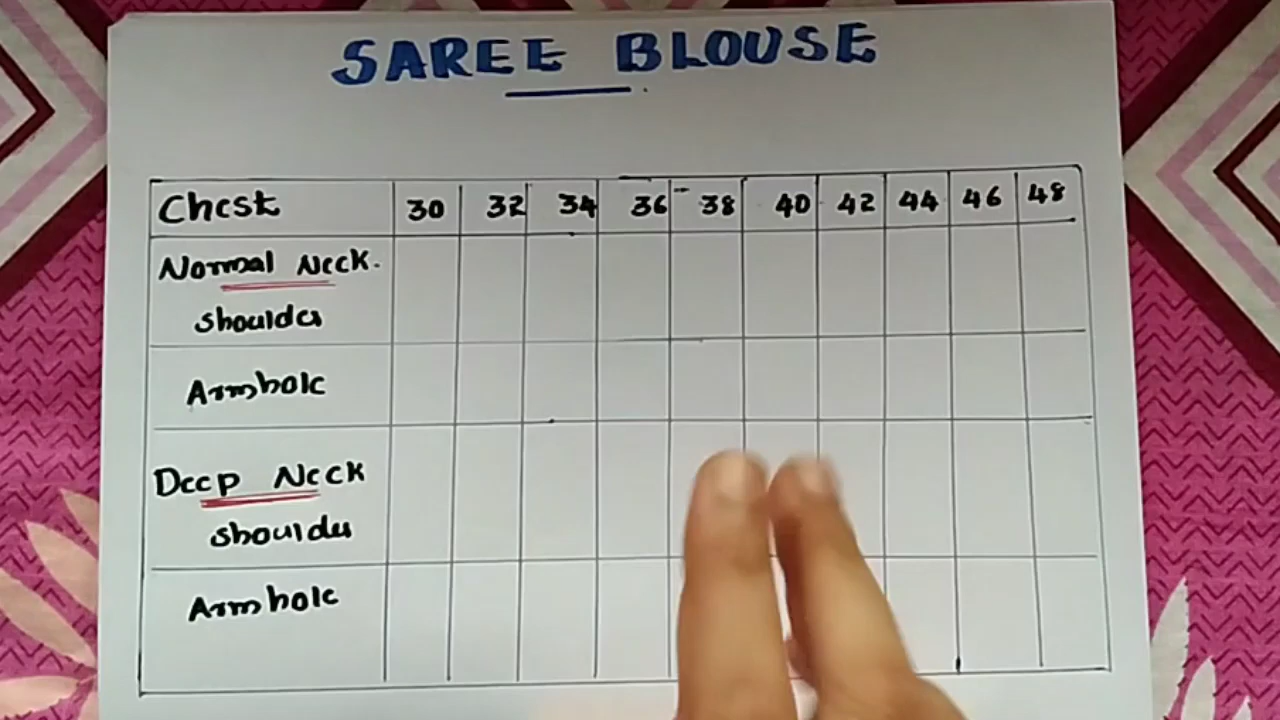 SAREE BLOUSE
Chest 30 32 34 36 38 40 42 44 46 48
Normal Neck.
Shoulder
Armhole
Deep Neck
Shoulder
Armhole